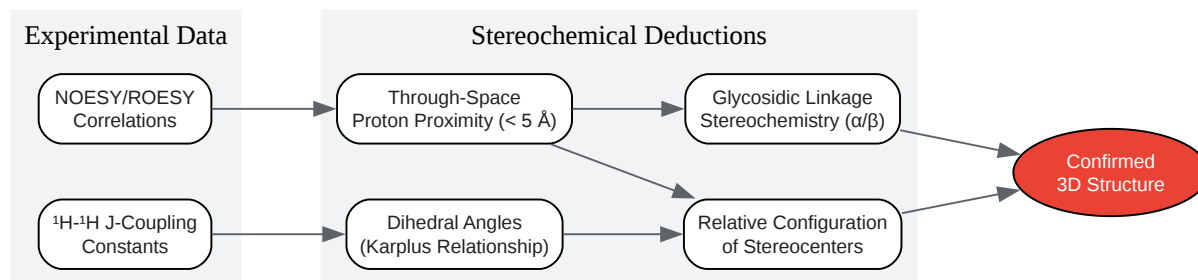 Experimental Data
Stereochemical Deductions
NOESY/ROESY
Correlations
Through-Space
Proton Proximity (< 5 Å)
Glycosidic Linkage
Stereochemistry (α/β)
Confirmed
3D Structure
¹H-¹H J-Coupling
Constants
Dihedral Angles
(Karplus Relationship)
Relative Configuration
of Stereocenters